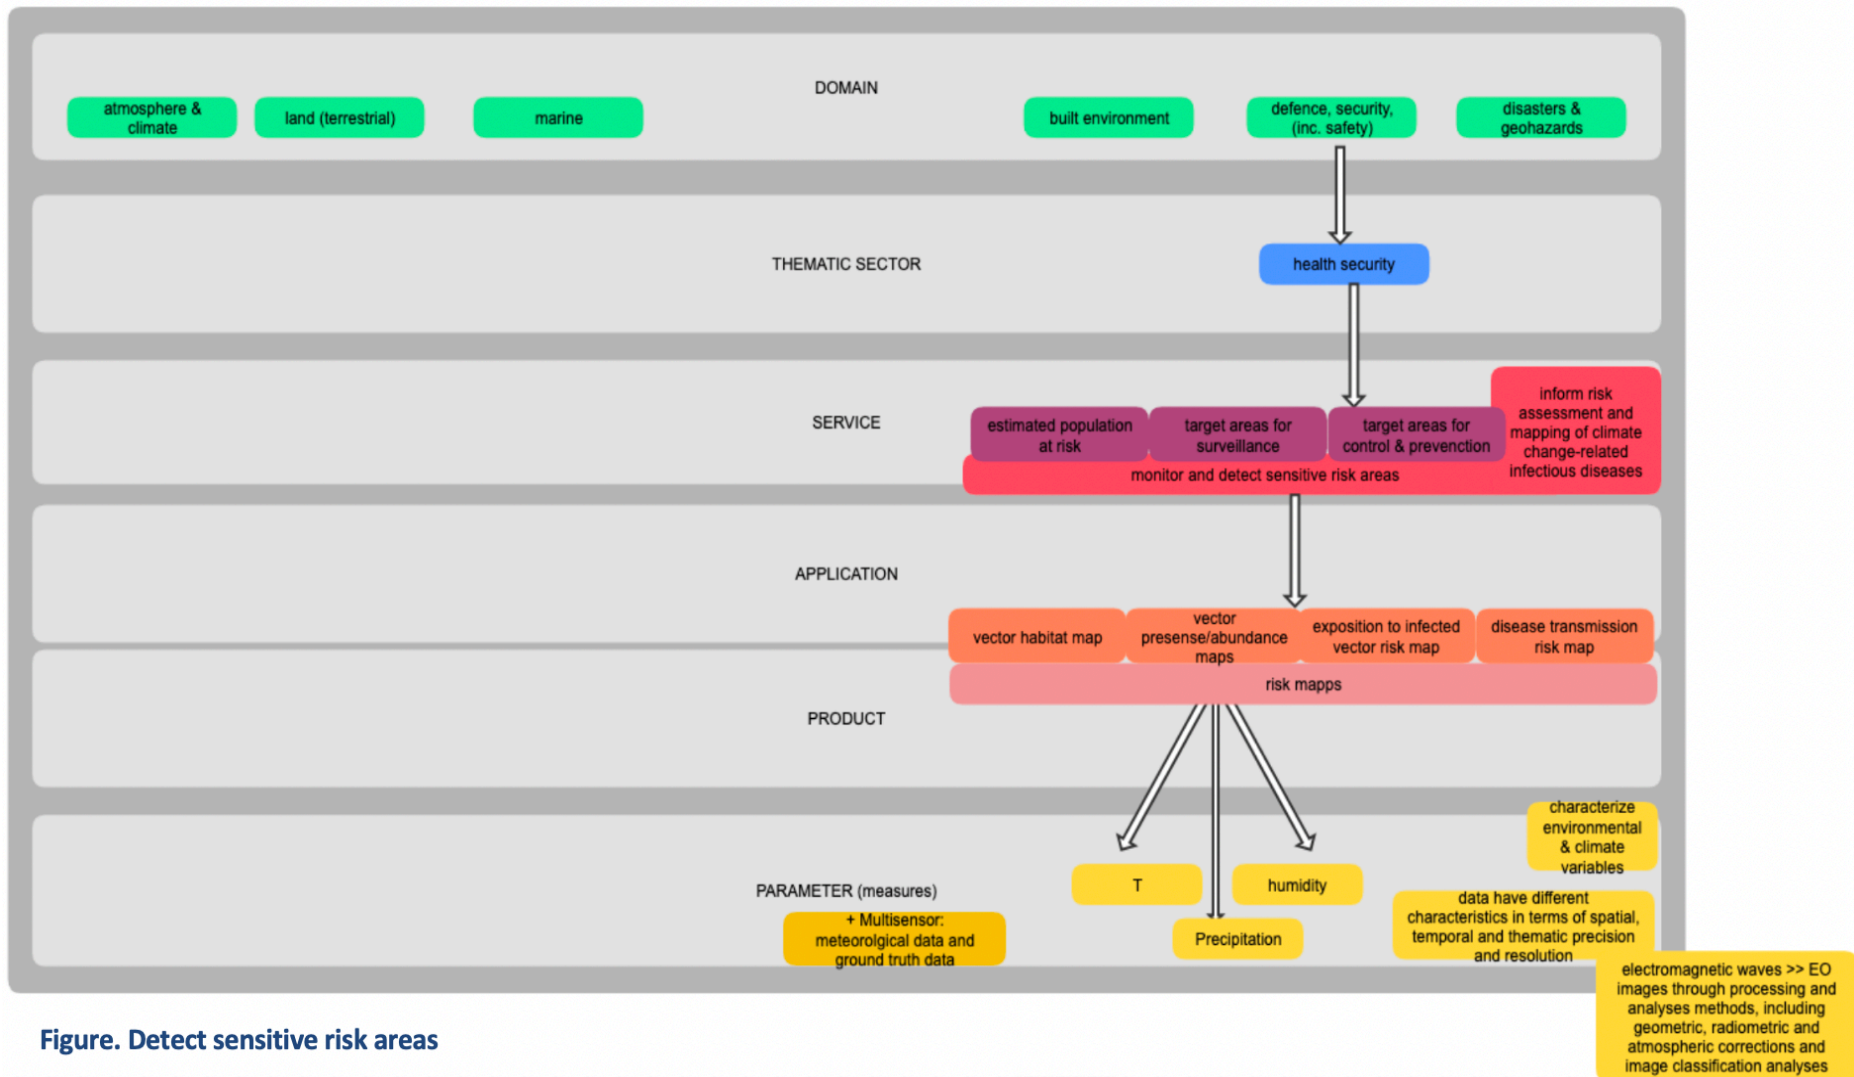 DOMAIN
atmosphere &
climate
land (terrestrial)
marine
built environment
defence, security,
(inc. safety)
disasters &
geohazards
THEMATIC SECTOR
health security
SERVICE
estimated population
at risk
target areas for
surveillance
target areas for
control & prevention
inform risk
assessment and
mapping of climate
change-related
infectious diseases
monitor and detect sensitive risk areas
APPLICATION
vector habitat map
vector
presense/abundance
maps
exposition to infected
vector risk map
disease transmission
risk map
risk mapps
PRODUCT
characterize
environmental
& climate
variables
PARAMETER (measures)
T
humidity
Precipitation
+ Multisensor:
meteorolgical data and
ground truth data
data have different
characteristics in terms of spatial,
temporal and thematic precision
and resolution
electromagnetic waves >> EO
images through processing and
analyses methods, including
geometric, radiometric and
atmospheric corrections and
image classification analyses
Figure. Detect sensitive risk areas